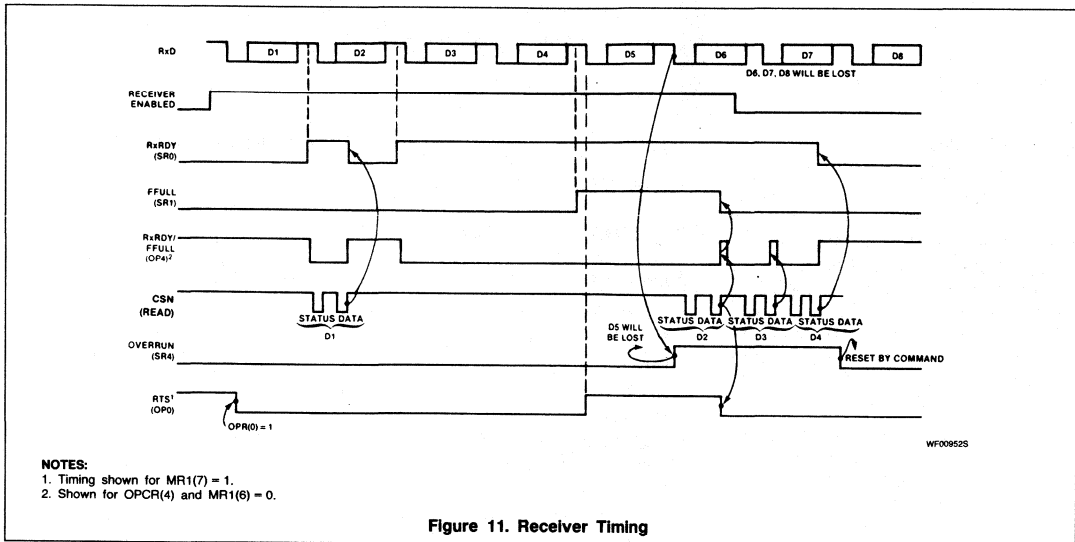 RxD D1 D2 D3 D4 D5 D6 D7 D8
D6, D7, D8 WILL BE LOST
RECEIVER
ENABLED
RxRDY
(SR0)
FFULL
(SR1)
RxRDY/
FFULL
(OP4)2
CSN
(READ)
STATUS DATA
D1
STATUS DATA STATUS DATA STATUS DATA
D2 D3 D4
D5 WILL
BE LOST
OVERRUN
(SR4)
RESET BY COMMAND
RTS1
(OP0)
OPR(0) = 1
WF00952S
NOTES:
1. Timing shown for MR1(7) = 1.
2. Shown for OPCR(4) and MR1(6) = 0.
Figure 11. Receiver Timing